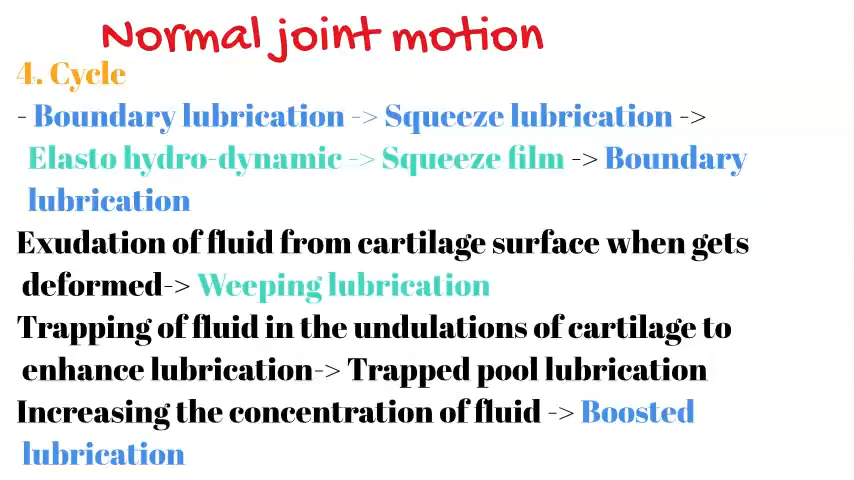 Normal joint motion
4. Cycle
- Boundary lubrication -> Squeeze lubrication ->
Elasto hydro-dynamic -> Squeeze film -> Boundary
lubrication
Exudation of fluid from cartilage surface when gets
deformed-> Weeping lubrication
Trapping of fluid in the undulations of cartilage to
enhance lubrication-> Trapped pool lubrication
Increasing the concentration of fluid -> Boosted
lubrication